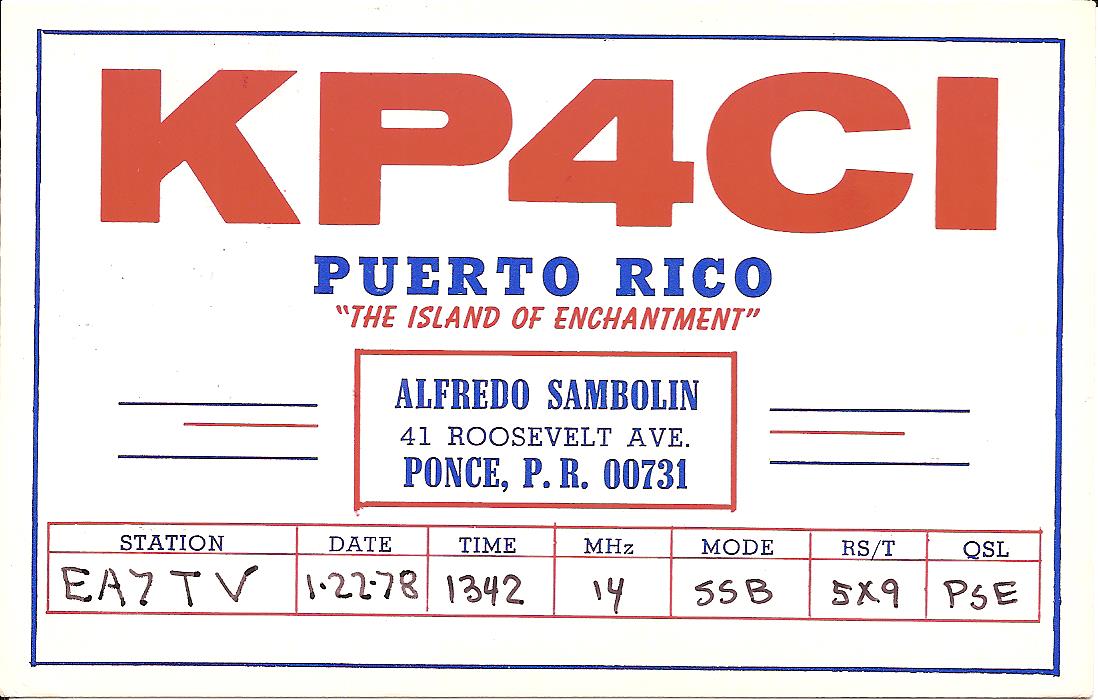 KP4CI
PUERTO RICO
"THE ISLAND OF ENCHANTMENT"
ALFREDO SAMBOLIN
41 ROOSEVELT AVE.
PONCE, P. R. 00731
STATION DATE TIME MHz MODE RS/T QSL
EA7TV 1·22·78 1342 14 SSB 5X9 PSE